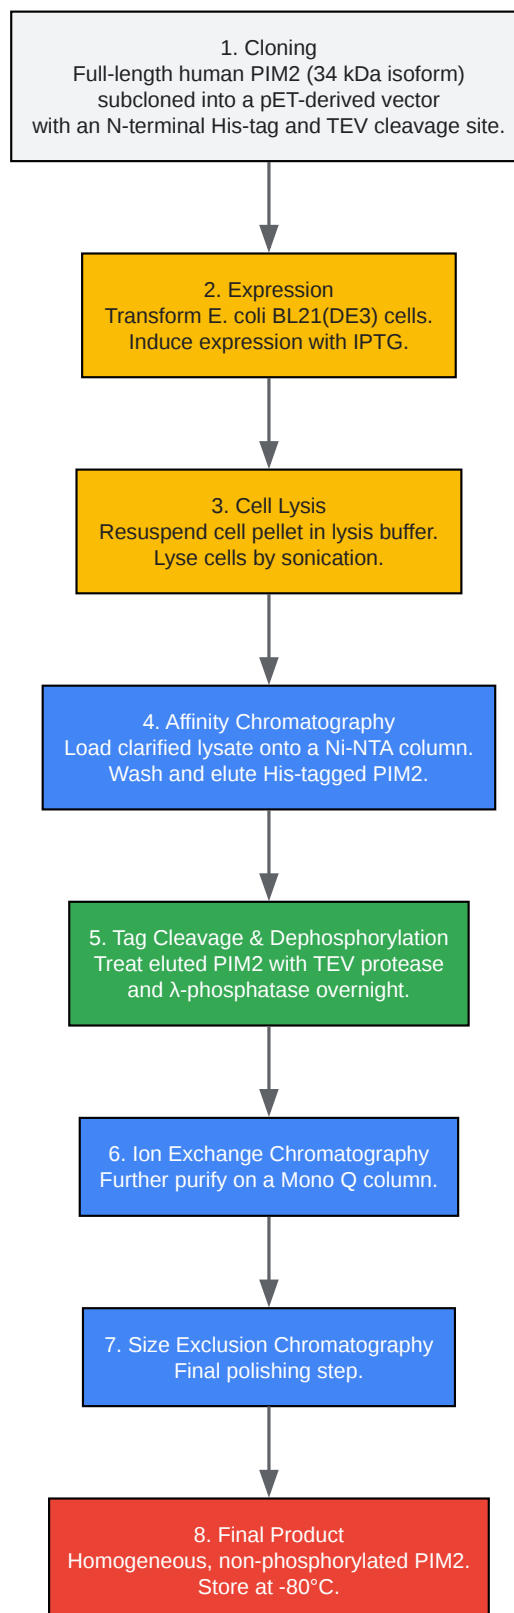 1. Cloning
Full-length human PIM2 (34 kDa isoform)
subcloned into a pET-derived vector
with an N-terminal His-tag and TEV cleavage site.
2. Expression
Transform E. coli BL21(DE3) cells.
Induce expression with IPTG.
3. Cell Lysis
Resuspend cell pellet in lysis buffer.
Lyse cells by sonication.
4. Affinity Chromatography
Load clarified lysate onto a Ni-NTA column.
Wash and elute His-tagged PIM2.
5. Tag Cleavage & Dephosphorylation
Treat eluted PIM2 with TEV protease
and λ-phosphatase overnight.
6. Ion Exchange Chromatography
Further purify on a Mono Q column.
7. Size Exclusion Chromatography
Final polishing step.
8. Final Product
Homogeneous, non-phosphorylated PIM2.
Store at -80°C.